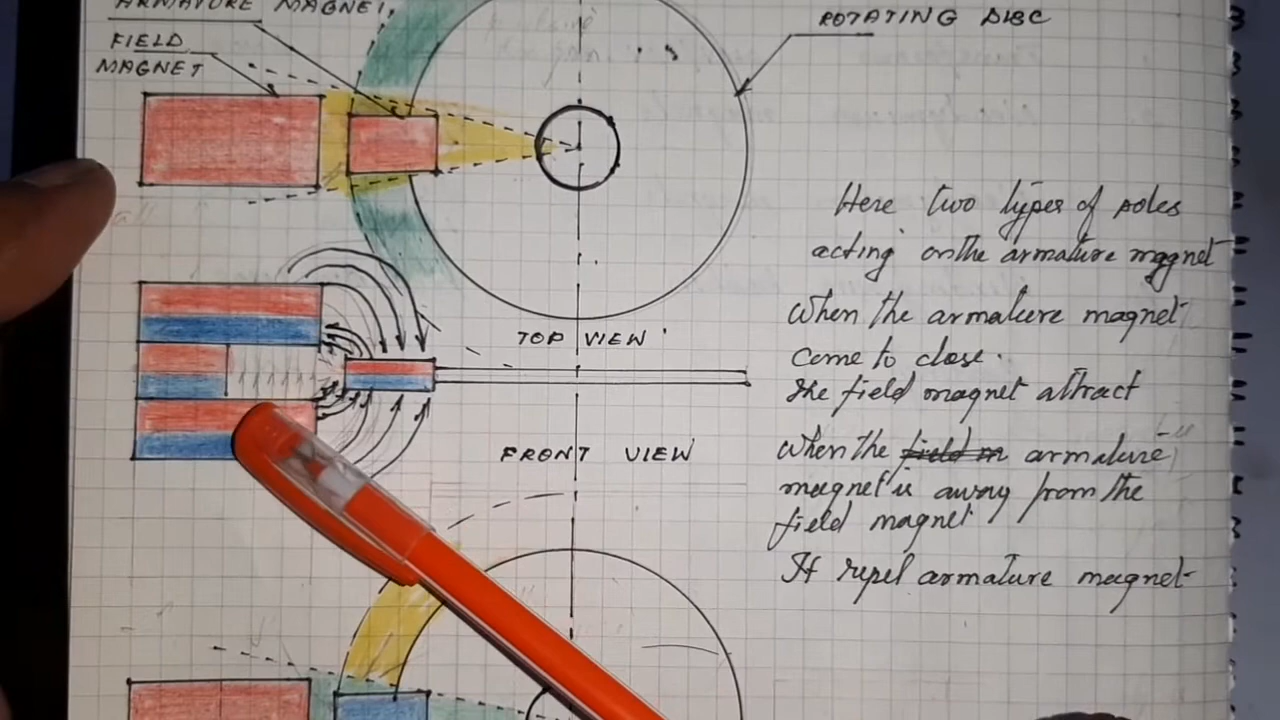 ARMATURE MAGNET,
FIELD
MAGNET
ROTATING DISC
Here two types of poles
acting on the armature magnet
When the armature magnet
come to close.
the field magnet attract
TOP VIEW
When the field m armature
magnet is away from the
field magnet
It repel armature magnet
FRONT VIEW